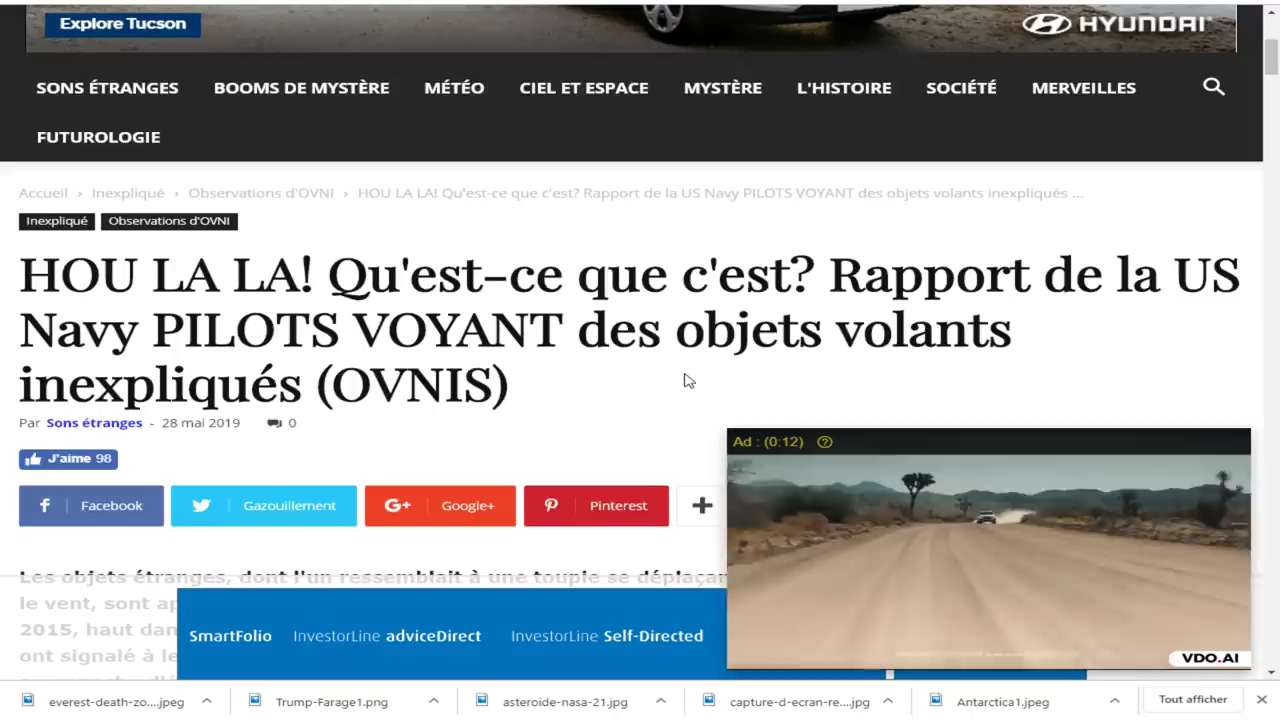 Explore Tucson
HYUNDAI
SONS ÉTRANGES BOOMS DE MYSTÈRE MÉTÉO CIEL ET ESPACE MYSTÈRE L'HISTOIRE SOCIÉTÉ MERVEILLES
FUTUROLOGIE
Accueil › Inexpliqué › Observations d'OVNI › HOU LA LA! Qu'est-ce que c'est? Rapport de la US Navy PILOTS VOYANT des objets volants inexpliqués ...
Inexpliqué Observations d'OVNI
HOU LA LA! Qu'est-ce que c'est? Rapport de la US
Navy PILOTS VOYANT des objets volants
inexpliqués (OVNIS)
Par Sons étranges - 28 mai 2019 0
J'aime 98
Facebook Gazouillement Google+ Pinterest
Ad : (0:12)
Les objets étranges, dont l'un ressemblait à une toupie se déplaçan
le vent, sont ap
2015, haut dan
ont signalé à le
SmartFolio InvestorLine adviceDirect InvestorLine Self-Directed
VDO.AI
everest-death-zo....jpeg Trump-Farage1.png asteroide-nasa-21.jpg capture-d-ecran-re....jpg Antarctica1.jpeg Tout afficher